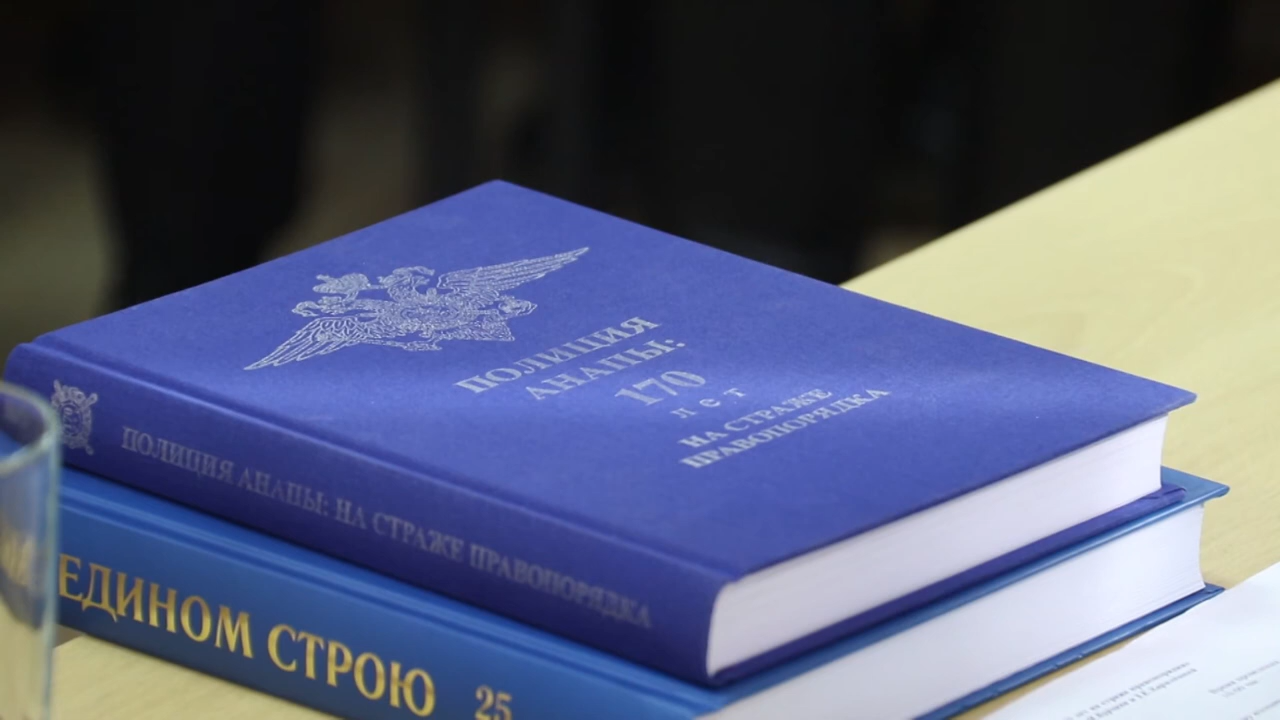 ПОЛИЦИЯ
АНАПЫ:
170
лет
НА СТРАЖЕ
ПРАВОПОРЯДКА
ПОЛИЦИЯ АНАПЫ: НА СТРАЖЕ ПРАВОПОРЯДКА
ЕДИНОМ СТРОЮ 25